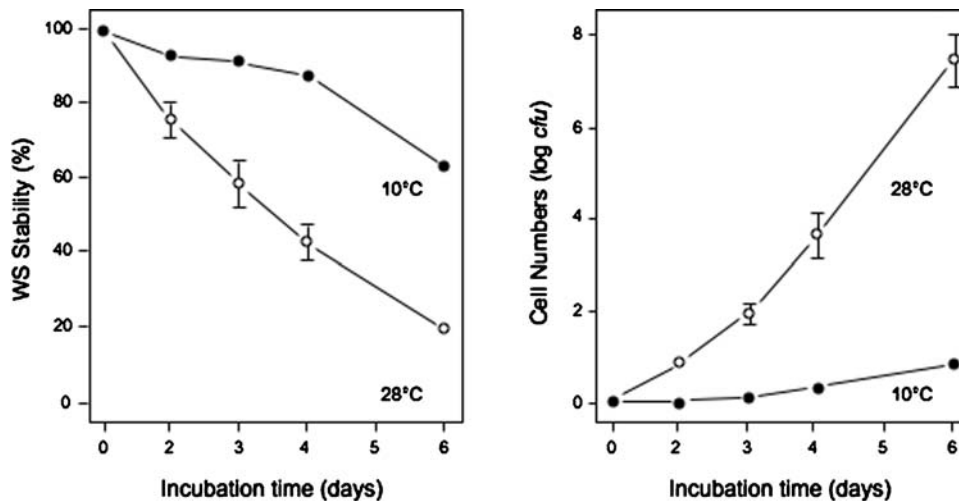 WS Stability (%)
100
80
60
40
20
0
10°C
28°C
0 2 3 4 5 6
Incubation time (days)
Cell Numbers (log cfu)
8
6
4
2
0
28°C
10°C
0 2 3 4 5 6
Incubation time (days)